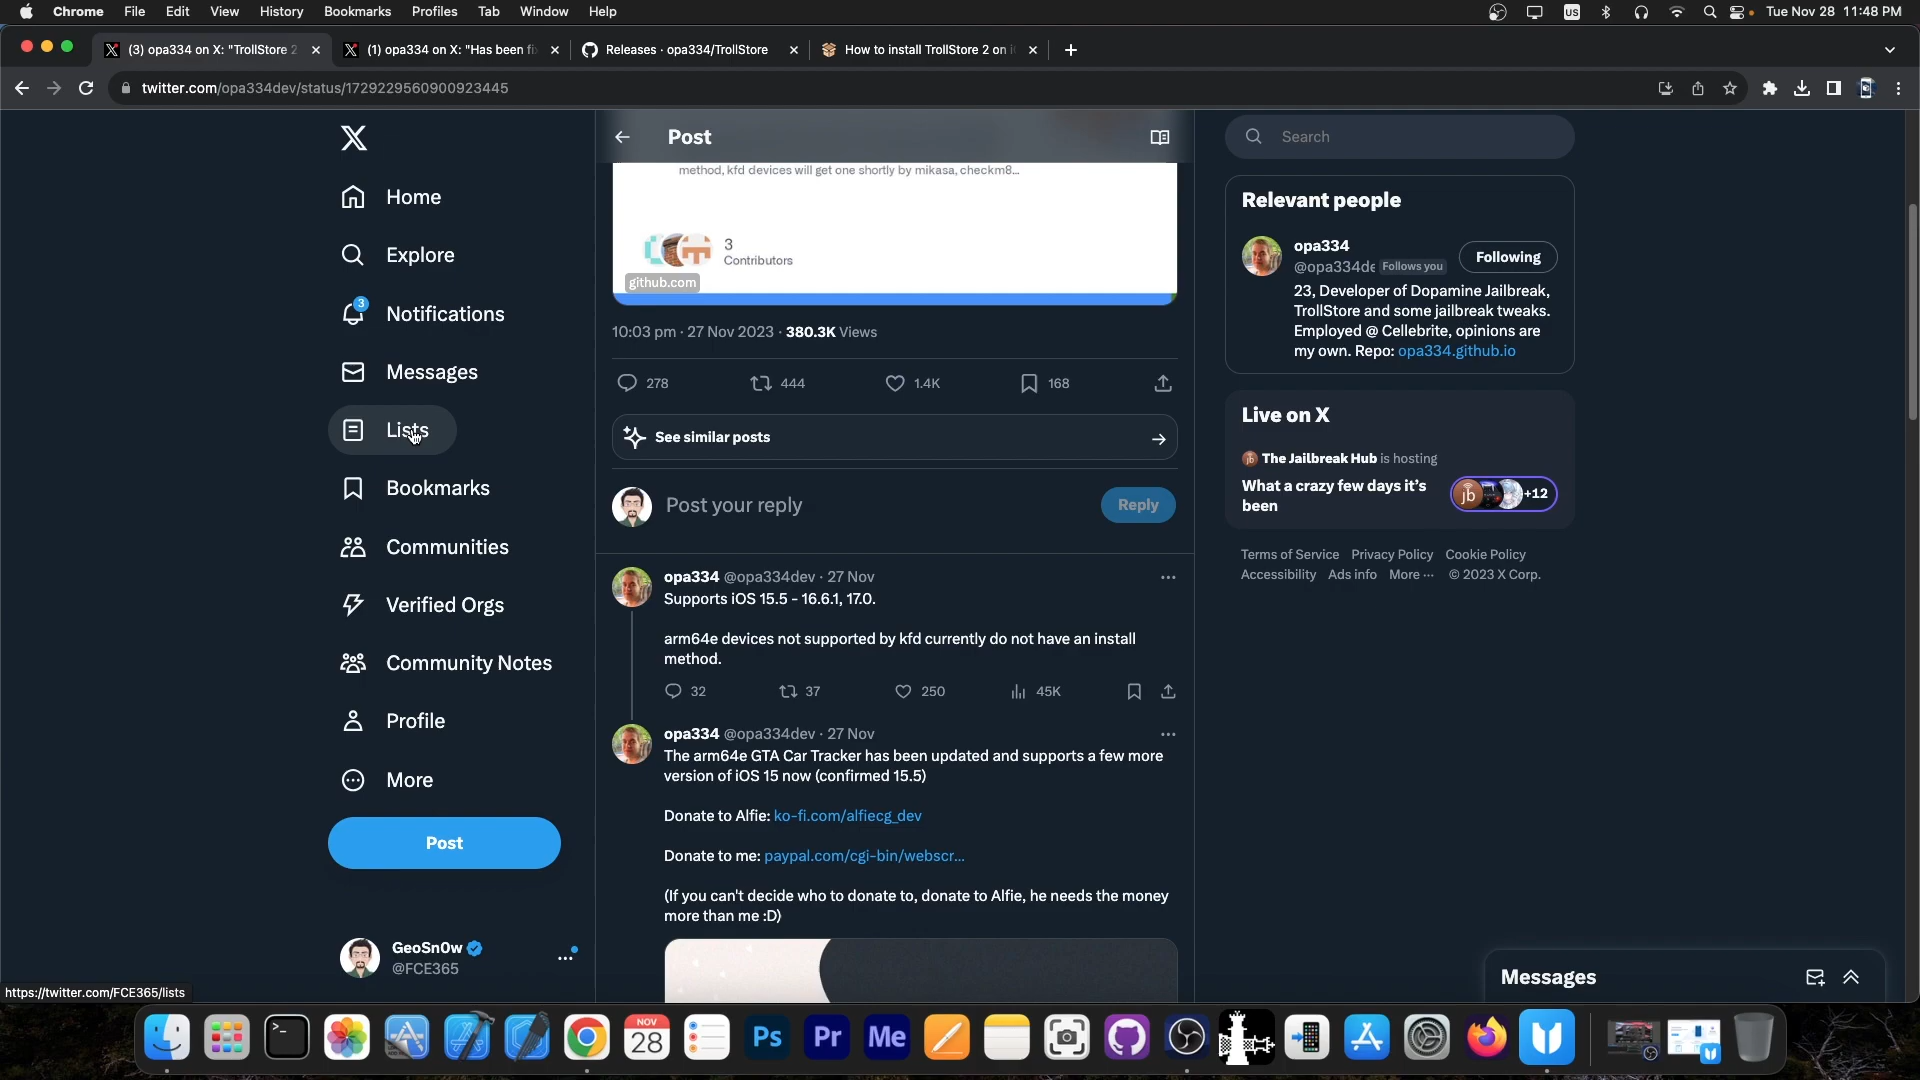 Chrome File Edit View History Bookmarks Profiles Tab Window Help US Tue Nov 28 11:48 PM
(3) opa334 on X: "TrollStore 2 (1) opa334 on X: "Has been fi Releases · opa334/TrollStore How to install TrollStore 2 on i
twitter.com/opa334dev/status/1729229560900923445
Home
Explore
3
Notifications
Messages
Lists
Bookmarks
Communities
Verified Orgs
Community Notes
Profile
More
Post
GeoSn0w
@FCE365
https://twitter.com/FCE365/lists
Post
method, kfd devices will get one shortly by mikasa, checkm8...
3
Contributors
github.com
10:03 pm · 27 Nov 2023 · 380.3K Views
278 444 1.4K 168
See similar posts
Post your reply
Reply
opa334 @opa334dev · 27 Nov
Supports iOS 15.5 - 16.6.1, 17.0.
arm64e devices not supported by kfd currently do not have an install
method.
32 37 250 45K
opa334 @opa334dev · 27 Nov
The arm64e GTA Car Tracker has been updated and supports a few more
version of iOS 15 now (confirmed 15.5)
Donate to Alfie: ko-fi.com/alfiecg_dev
Donate to me: paypal.com/cgi-bin/webscr...
(If you can't decide who to donate to, donate to Alfie, he needs the money
more than me :D)
Search
Relevant people
opa334
@opa334de Follows you
Following
23, Developer of Dopamine Jailbreak,
TrollStore and some jailbreak tweaks.
Employed @ Cellebrite, opinions are
my own. Repo: opa334.github.io
Live on X
The Jailbreak Hub is hosting
What a crazy few days it's
been
jb +12
Terms of Service Privacy Policy Cookie Policy
Accessibility Ads info More ··· © 2023 X Corp.
Messages
NOV
28
Ps Pr Me